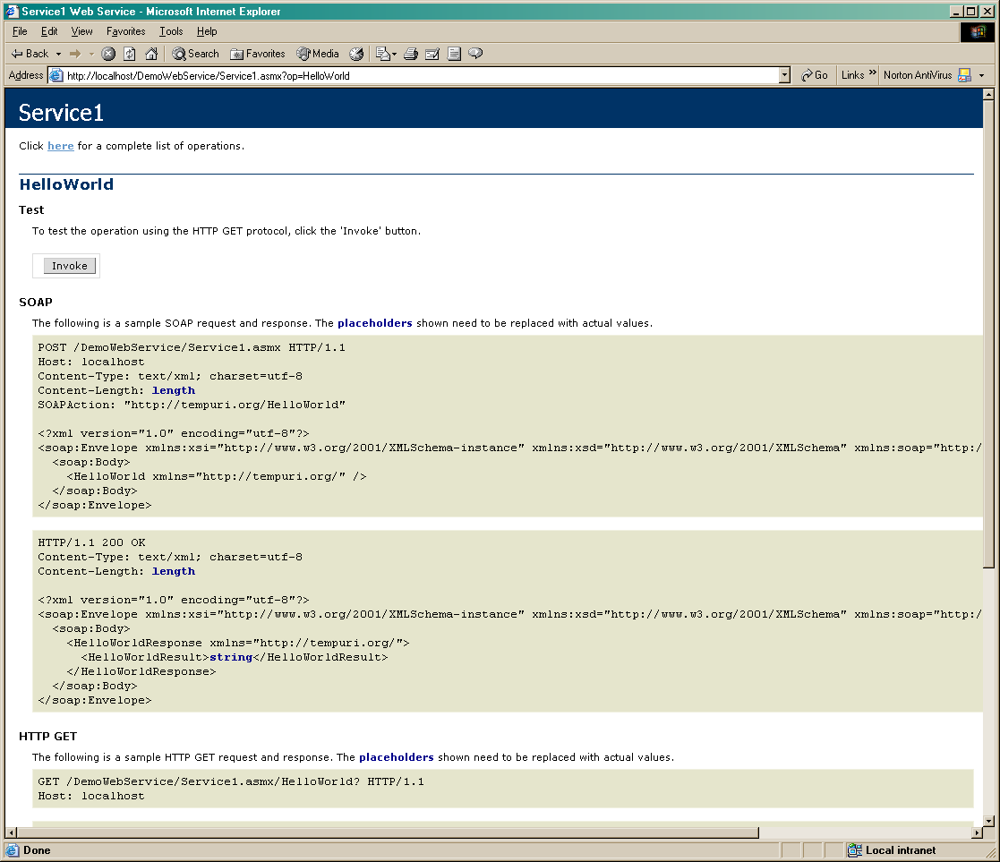 Service1 Web Service - Microsoft Internet Explorer
File Edit View Favorites Tools Help
Back Search Favorites Media
Address http://localhost/DemoWebService/Service1.asmx?op=HelloWorld Go Links » Norton AntiVirus
Service1
Click here for a complete list of operations.
HelloWorld
Test
To test the operation using the HTTP GET protocol, click the 'Invoke' button.
Invoke
SOAP
The following is a sample SOAP request and response. The placeholders shown need to be replaced with actual values.
POST /DemoWebService/Service1.asmx HTTP/1.1
Host: localhost
Content-Type: text/xml; charset=utf-8
Content-Length: length
SOAPAction: "http://tempuri.org/HelloWorld"
<?xml version="1.0" encoding="utf-8"?>
<soap:Envelope xmlns:xsi="http://www.w3.org/2001/XMLSchema-instance" xmlns:xsd="http://www.w3.org/2001/XMLSchema" xmlns:soap="http:/
<soap:Body>
<HelloWorld xmlns="http://tempuri.org/" />
</soap:Body>
</soap:Envelope>
HTTP/1.1 200 OK
Content-Type: text/xml; charset=utf-8
Content-Length: length
<?xml version="1.0" encoding="utf-8"?>
<soap:Envelope xmlns:xsi="http://www.w3.org/2001/XMLSchema-instance" xmlns:xsd="http://www.w3.org/2001/XMLSchema" xmlns:soap="http:/
<soap:Body>
<HelloWorldResponse xmlns="http://tempuri.org/">
<HelloWorldResult>string</HelloWorldResult>
</HelloWorldResponse>
</soap:Body>
</soap:Envelope>
HTTP GET
The following is a sample HTTP GET request and response. The placeholders shown need to be replaced with actual values.
GET /DemoWebService/Service1.asmx/HelloWorld? HTTP/1.1
Host: localhost
Done Local intranet